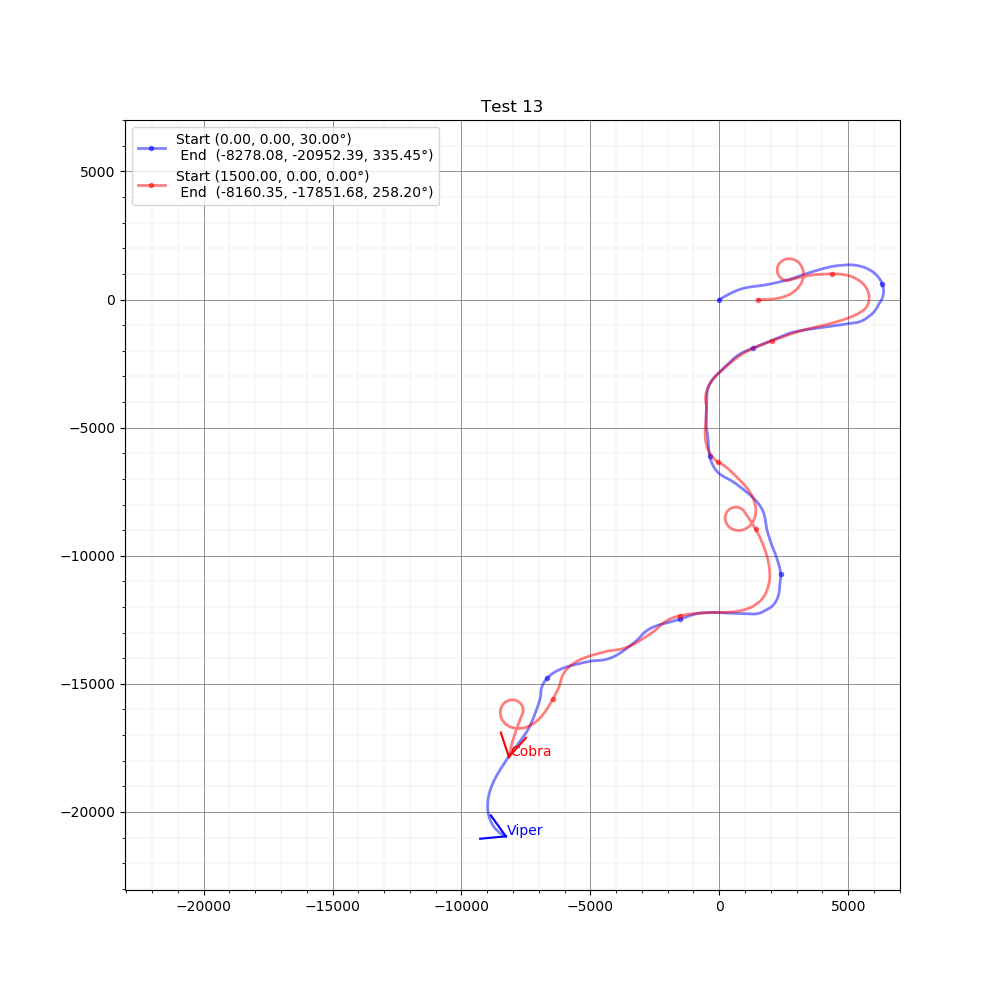 Test 13
Start (0.00, 0.00, 30.00°)
End  (-8278.08, -20952.39, 335.45°)
Start (1500.00, 0.00, 0.00°)
End  (-8160.35, -17851.68, 258.20°)
5000
0
−5000
−10000
−15000
−20000
Cobra
Viper
−20000 −15000 −10000 −5000 0 5000